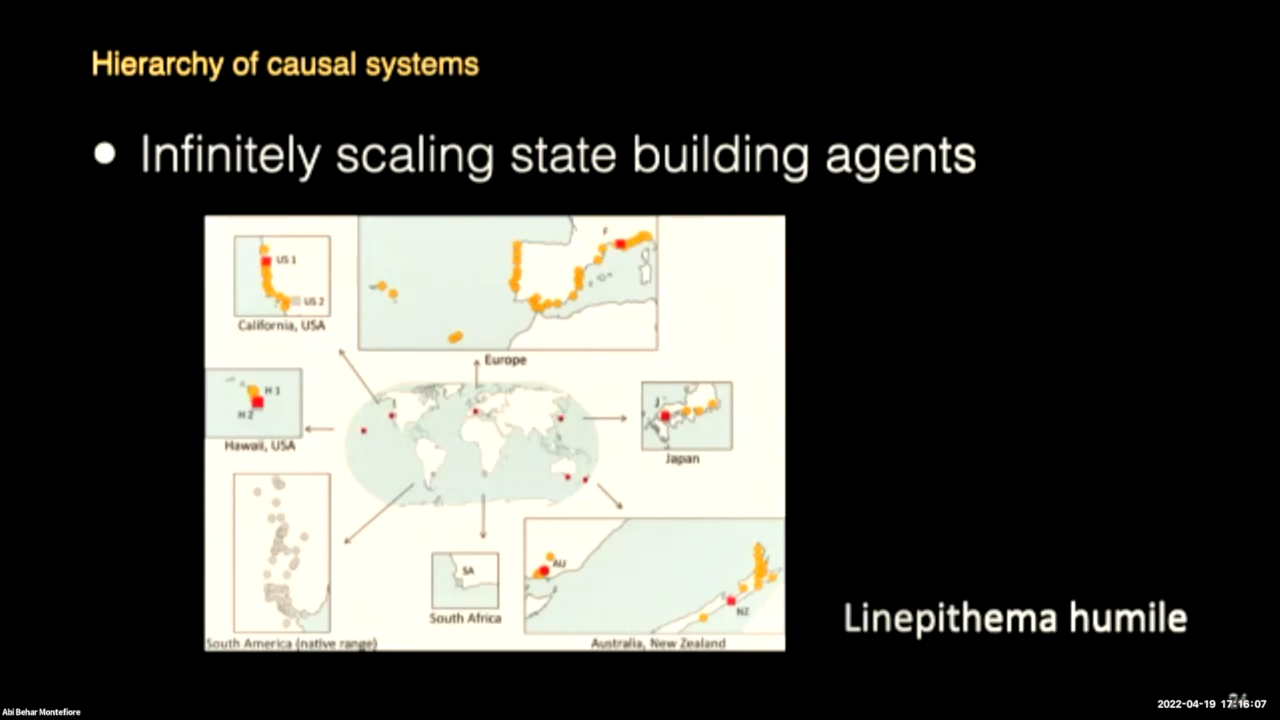 Hierarchy of causal systems
• Infinitely scaling state building agents
US 1
US 2
California, USA
F
Europe
H 1
H 2
Hawaii, USA
J
Japan
South America (native range)
SA
South Africa
AU
NZ
Australia, New Zealand
Linepithema humile
Abi Behar Montefiore
2022-04-19 17:16:07